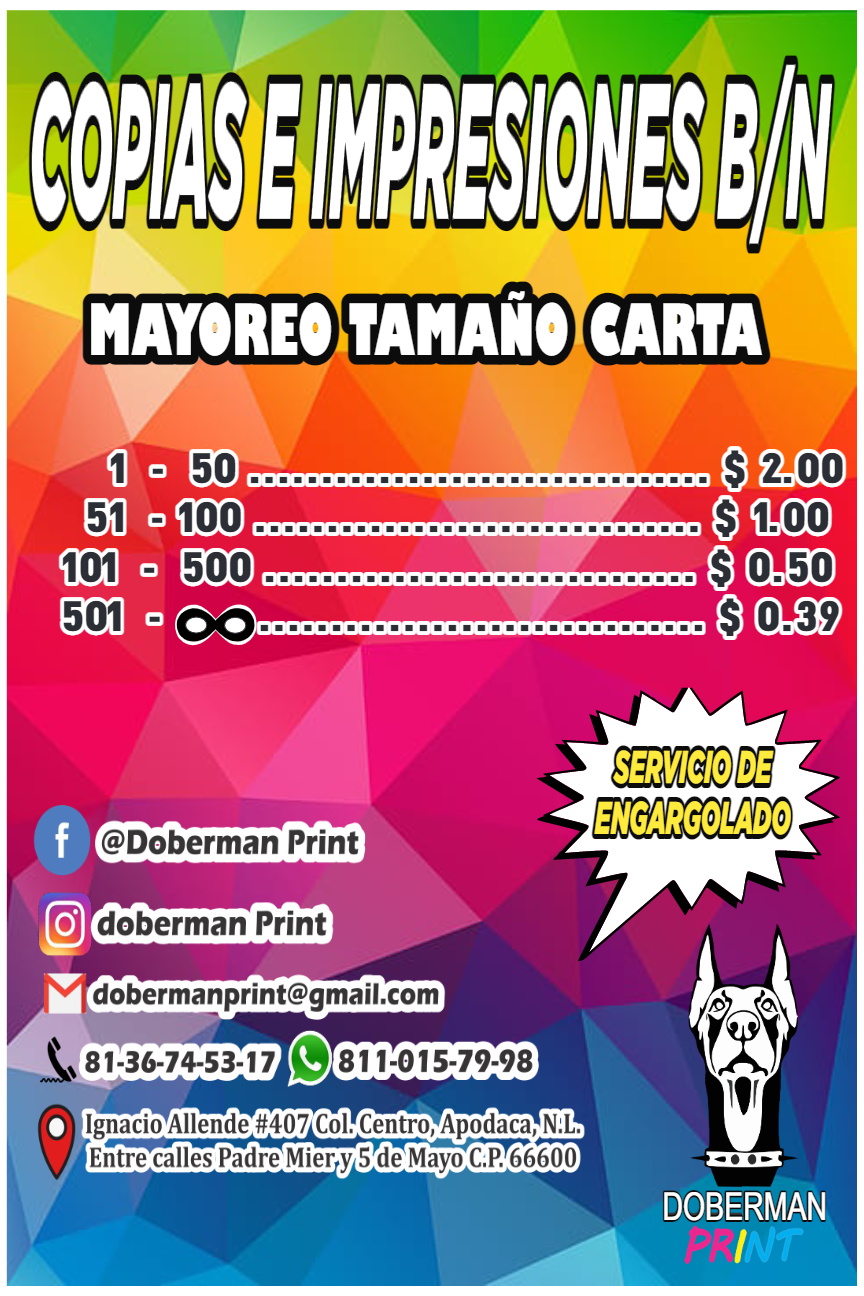 COPIAS E IMPRESIONES B/N
MAYOREO TAMAÑO CARTA
1 - 50 ................................ $ 2.00
51 - 100 ............................... $ 1.00
101 - 500 .............................. $ 0.50
501 - ∞............................... $ 0.39
SERVICIO DE
ENGARGOLADO
@Doberman Print
doberman Print
dobermanprint@gmail.com
81-36-74-53-17 811-015-79-98
Ignacio Allende #407 Col. Centro, Apodaca, N.L.
Entre calles Padre Mier y 5 de Mayo C.P. 66600
DOBERMAN
PRINT